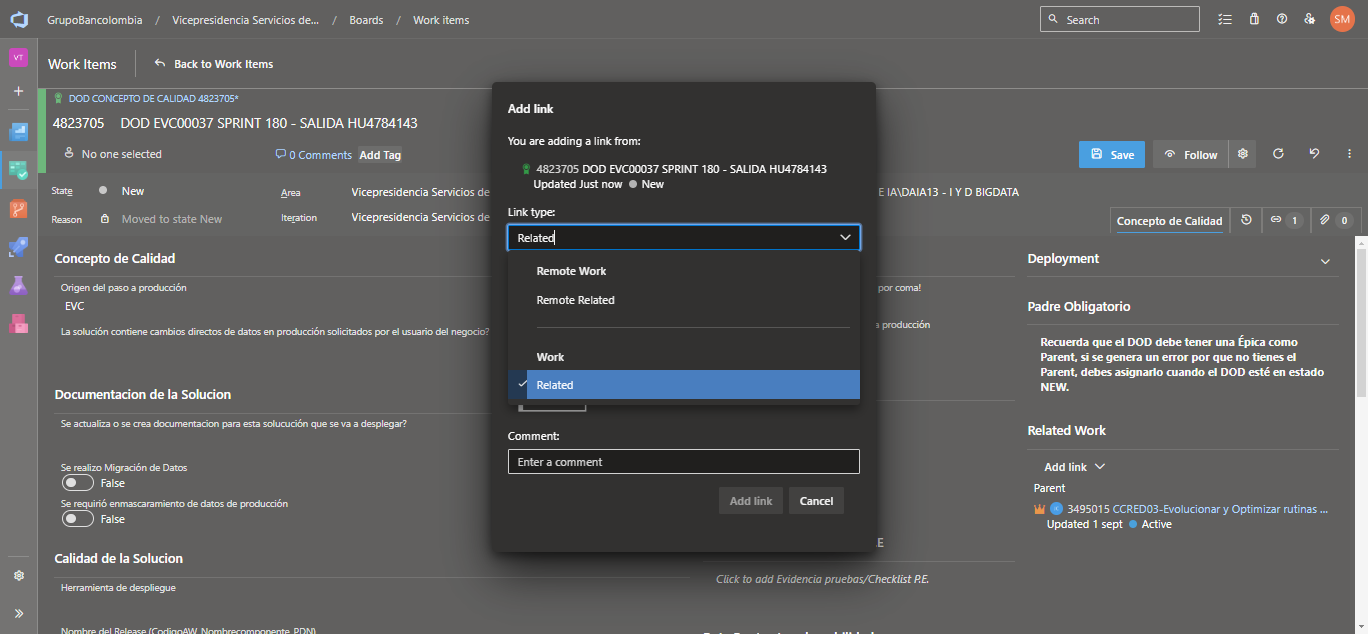 GrupoBancolombia / Vicepresidencia Servicios de... / Boards / Work items
Search
SM
VT
Work Items
Back to Work Items
DOD CONCEPTO DE CALIDAD 4823705*
4823705 DOD EVC00037 SPRINT 180 - SALIDA HU4784143
No one selected
0 Comments
Add Tag
Save
Follow
State
New
Area
Vicepresidencia Servicios de
E IA\DAIA13 - I Y D BIGDATA
Reason
Moved to state New
Iteration
Vicepresidencia Servicios de
Concepto de Calidad
1
0
Add link
You are adding a link from:
4823705 DOD EVC00037 SPRINT 180 - SALIDA HU4784143
Updated Just now New
Link type:
Related
Remote Work
Remote Related
Work
Related
Comment:
Enter a comment
Add link
Cancel
Concepto de Calidad
Origen del paso a producción
EVC
La solución contiene cambios directos de datos en producción solicitados por el usuario del negocio?
por coma!
a producción
Documentacion de la Solucion
Se actualiza o se crea documentacion para esta solucución que se va a desplegar?
Se realizo Migración de Datos
False
Se requirió enmascaramiento de datos de producción
False
Calidad de la Solucion
Herramienta de despliegue
Nombre del Release (CodigoAW_Nombrecomponente_PDN)
E
Click to add Evidencia pruebas/Checklist P.E.
Deployment
Padre Obligatorio
Recuerda que el DOD debe tener una Épica como
Parent, si se genera un error por que no tienes el
Parent, debes asignarlo cuando el DOD esté en estado
NEW.
Related Work
Add link
Parent
3495015 CCRED03-Evolucionar y Optimizar rutinas ...
Updated 1 sept Active